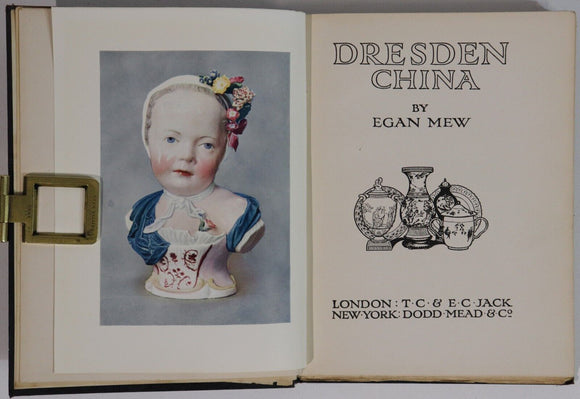 DRESDEN
CHINA
BY
EGAN MEW
LONDON : T·C· & E·C· JACK
NEW·YORK: DODD·MEAD & Cº